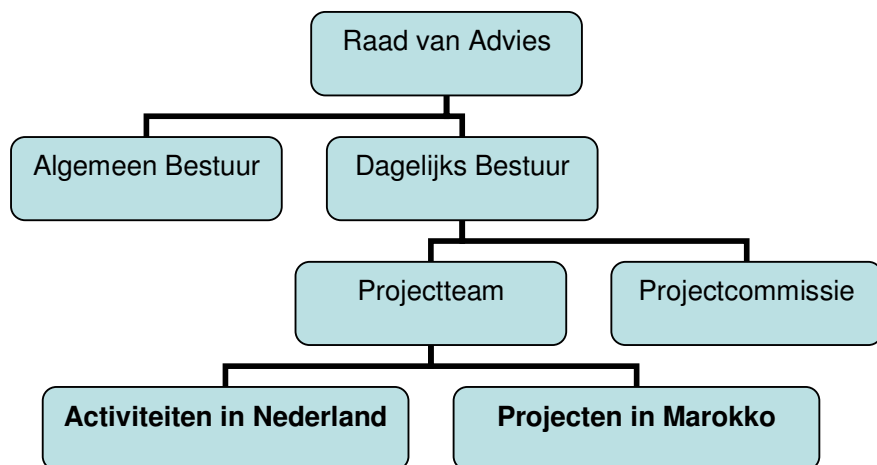 Raad van Advies
Algemeen Bestuur
Dagelijks Bestuur
Projectteam
Projectcommissie
Activiteiten in Nederland
Projecten in Marokko